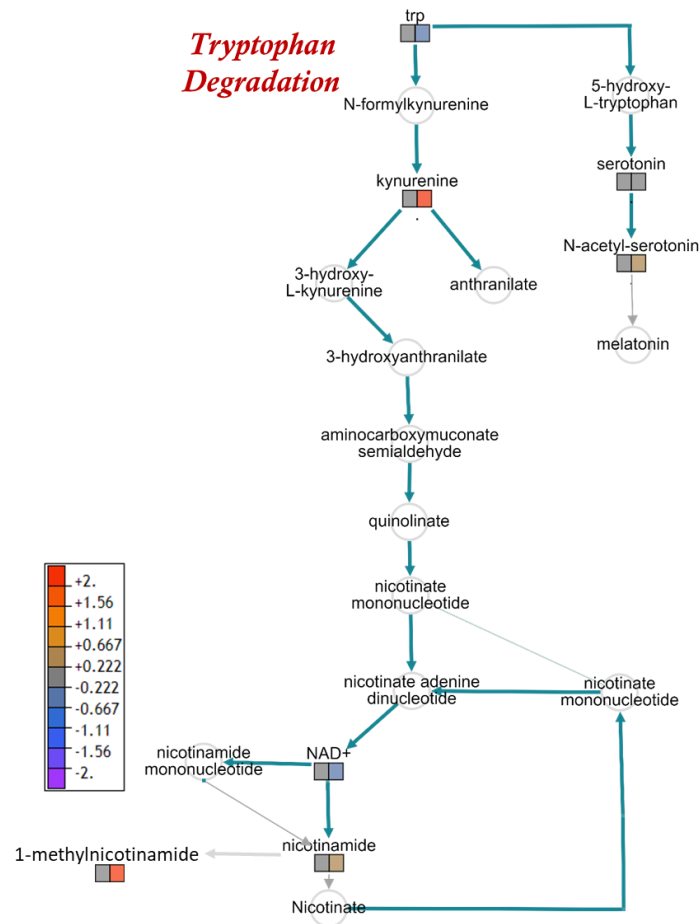 trp
Tryptophan
Degradation
5-hydroxy-
L-tryptophan
N-formylkynurenine
serotonin
kynurenine
N-acetyl-serotonin
3-hydroxy-
L-kynurenine
anthranilate
melatonin
3-hydroxyanthranilate
aminocarboxymuconate
semialdehyde
quinolinate
nicotinate
mononucleotide
+2.
+1.56
+1.11
+0.667
+0.222
-0.222
-0.667
-1.11
-1.56
-2.
nicotinate adenine
dinucleotide
nicotinate
mononucleotide
nicotinamide
mononucleotide
NAD+
nicotinamide
1-methylnicotinamide
Nicotinate